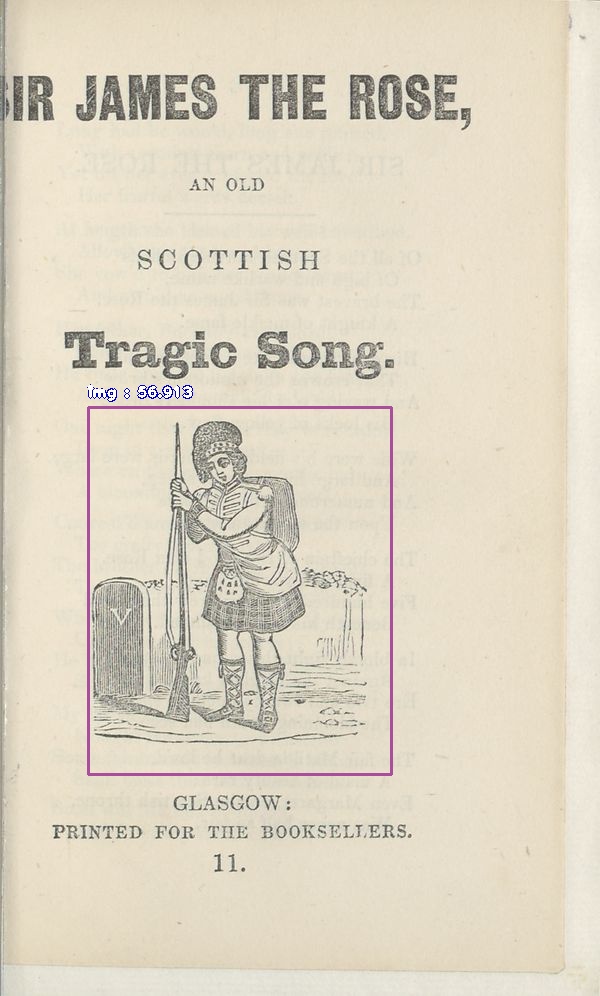 SIR JAMES THE ROSE,
AN OLD
SCOTTISH
Tragic Song.
img : 56.913
V
GLASGOW:
PRINTED FOR THE BOOKSELLERS.
11.